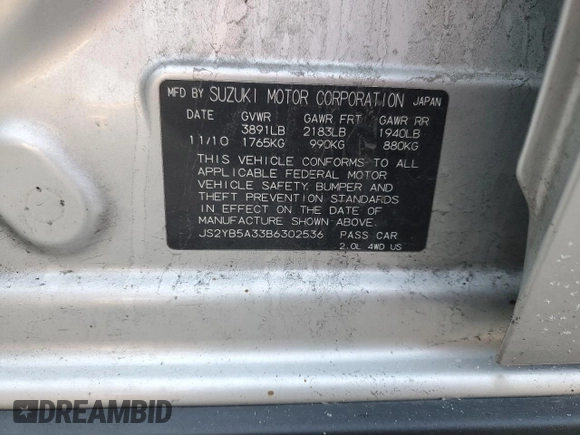 MFD BY SUZUKI MOTOR CORPORATION JAPAN
DATE GVWR GAWR FRT GAWR RR
3891LB 2183LB 1940LB
11/10 1765KG 990KG 880KG
THIS VEHICLE CONFORMS TO ALL
APPLICABLE FEDERAL MOTOR
VEHICLE SAFETY, BUMPER AND
THEFT PREVENTION STANDARDS
IN EFFECT ON THE DATE OF
MANUFACTURE SHOWN ABOVE.
JS2YB5A33B6302536 PASS CAR
2.0L 4WD US
DREAMBID